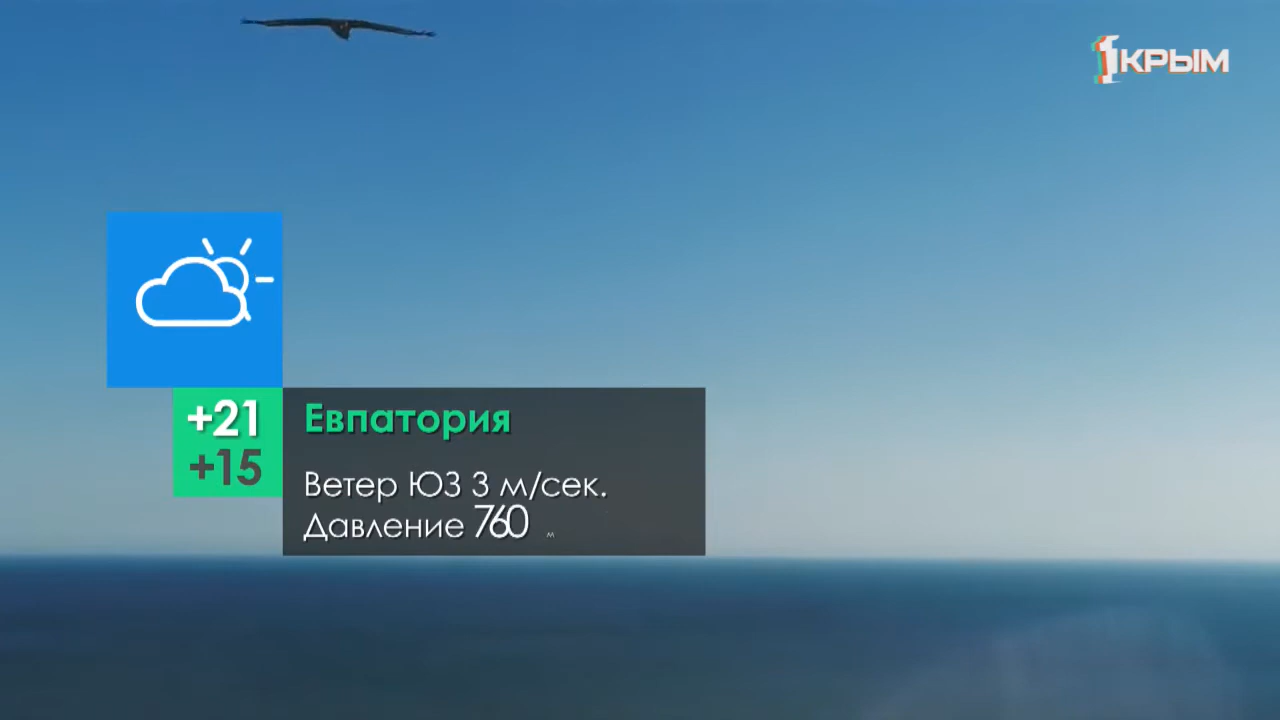 1КРЫМ
+21
+15
Евпатория
Ветер ЮЗ 3 м/сек.
Давление 760 м